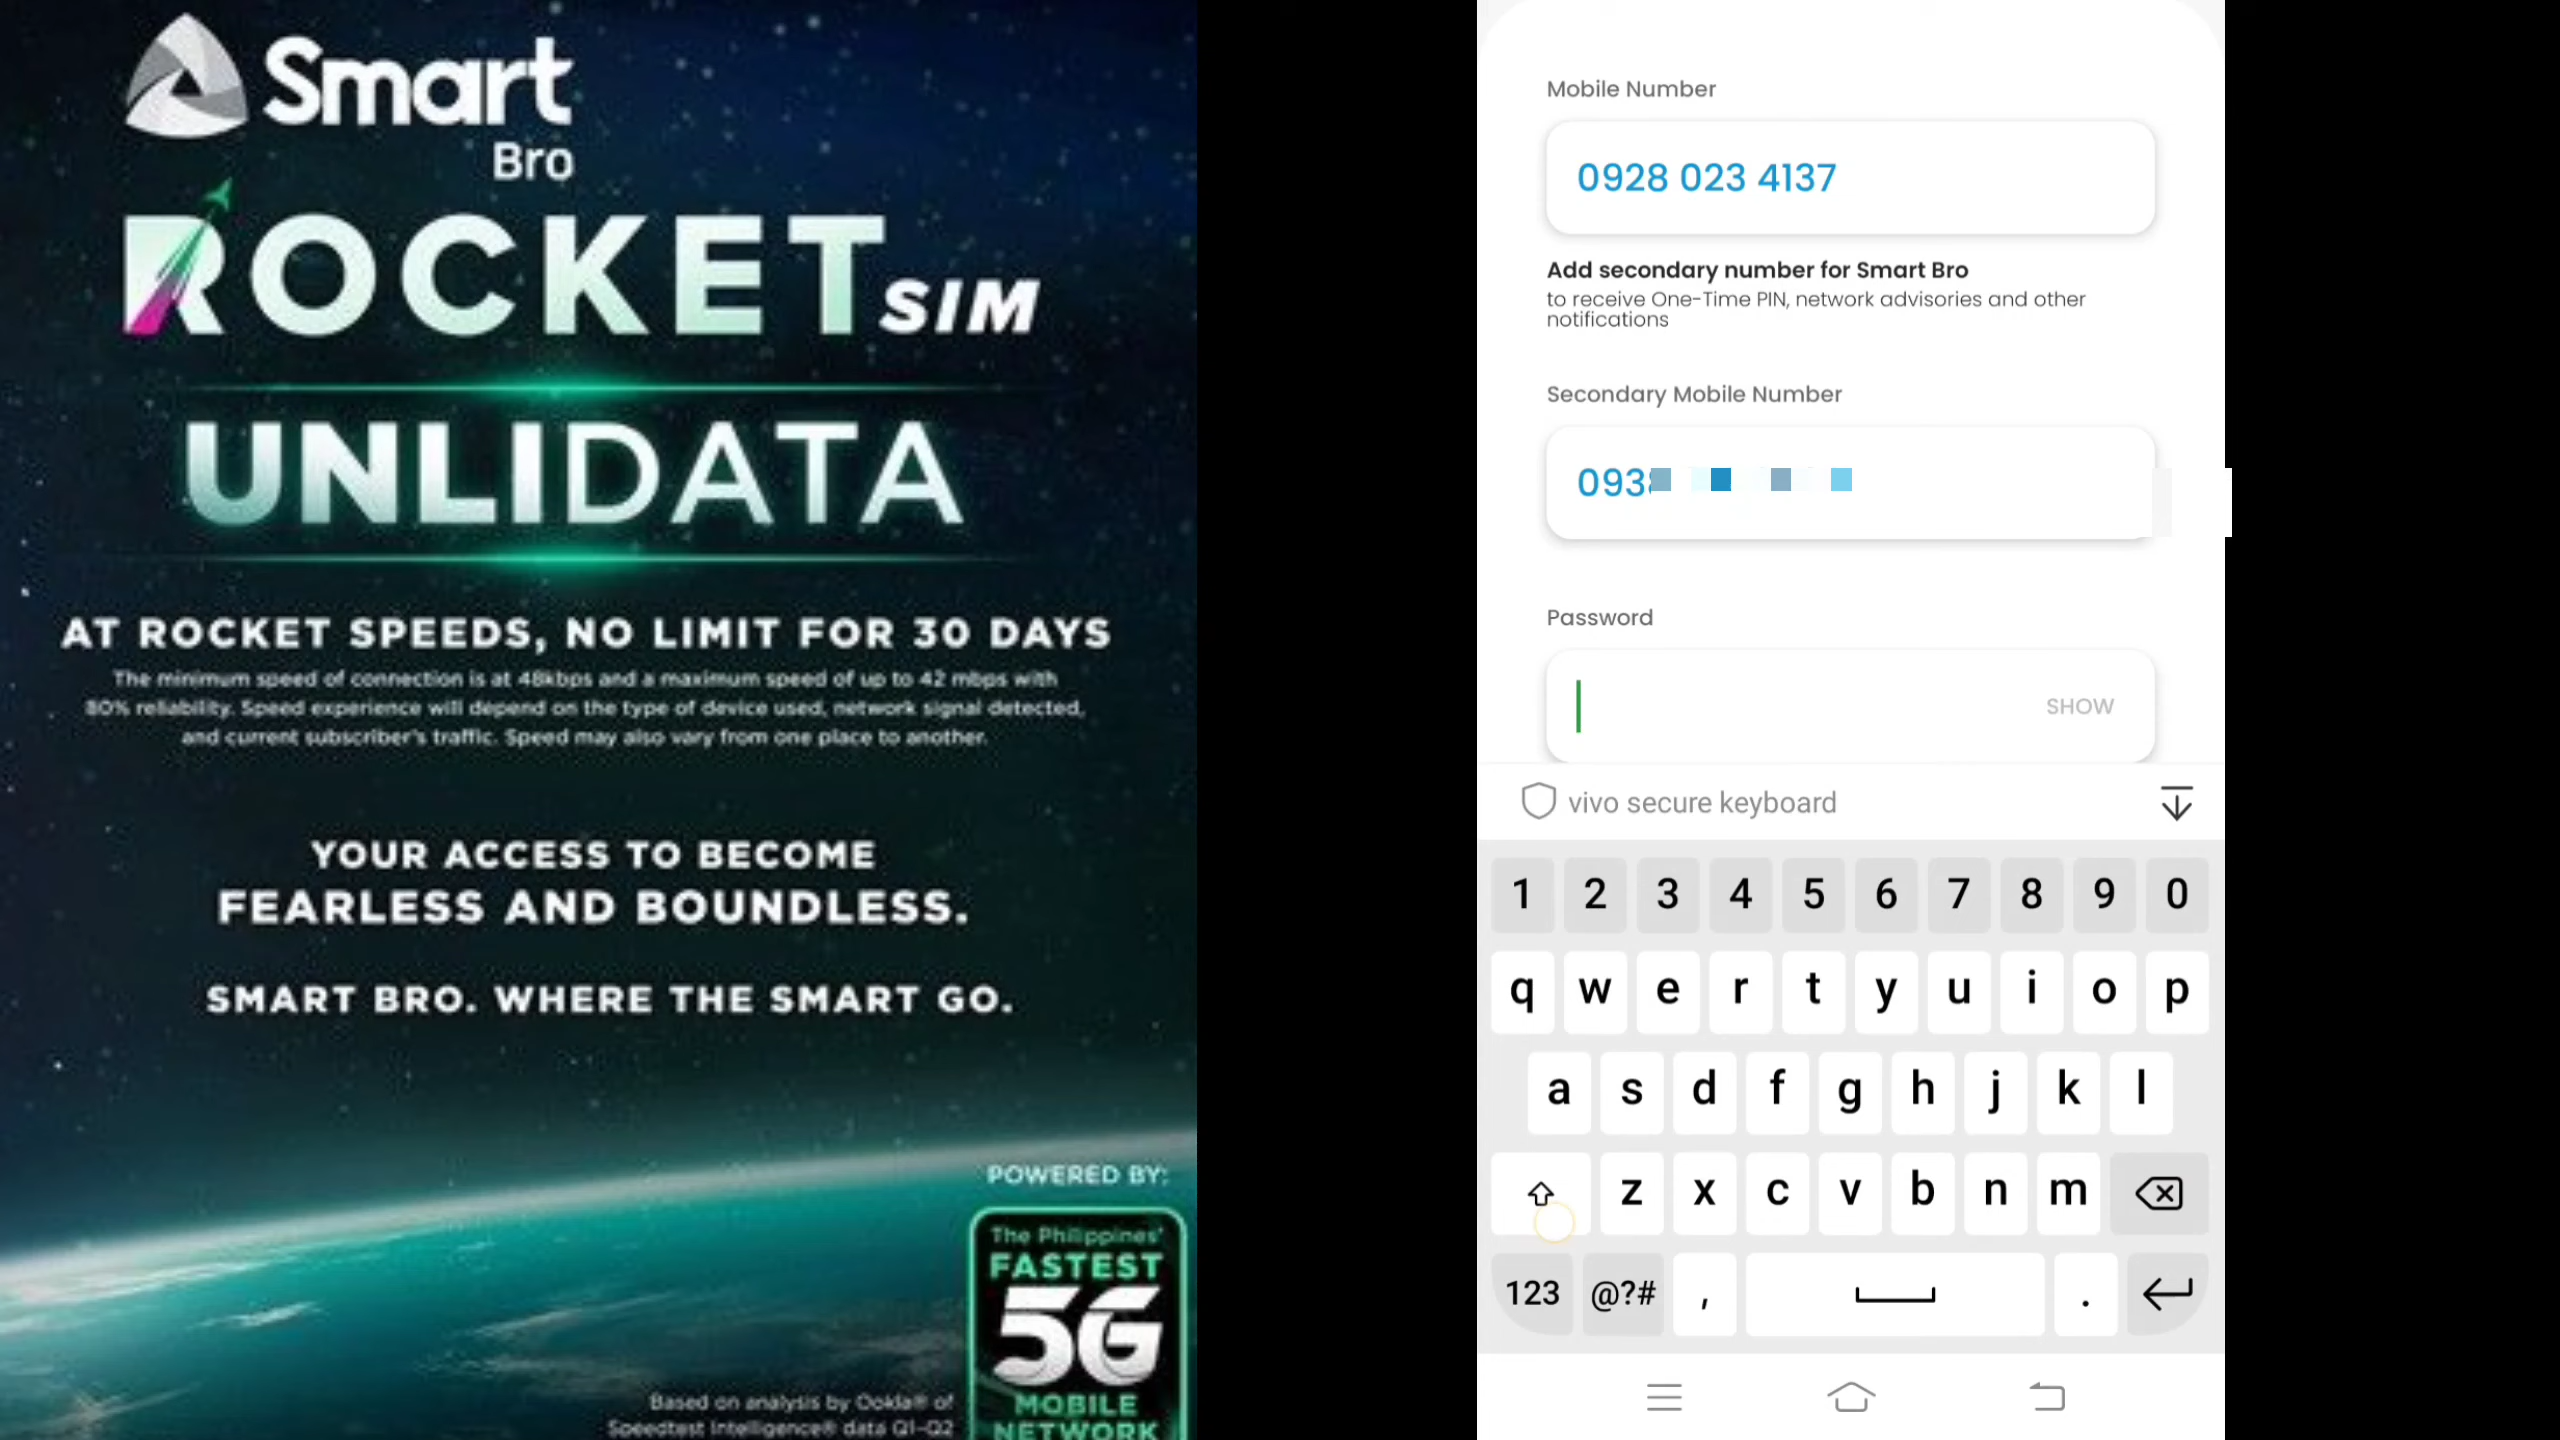 Smart
Bro
ROCKET SIM
UNLIDATA
AT ROCKET SPEEDS, NO LIMIT FOR 30 DAYS
The minimum speed of connection is at 48kbps and a maximum speed of up to 42 mbps with
80% reliability. Speed experience will depend on the type of device used, network signal detected,
and current subscriber's traffic. Speed may also vary from one place to another.
YOUR ACCESS TO BECOME
FEARLESS AND BOUNDLESS.
SMART BRO. WHERE THE SMART GO.
POWERED BY:
The Philippines'
FASTEST
5G
MOBILE
NETWORK
Based on analysis by Ookla® of
Speedtest Intelligence® data Q1-Q2
Mobile Number
0928 023 4137
Add secondary number for Smart Bro
to receive One-Time PIN, network advisories and other
notifications
Secondary Mobile Number
093
Password
SHOW
vivo secure keyboard
1 2 3 4 5 6 7 8 9 0
q w e r t y u i o p
a s d f g h j k l
z x c v b n m
123 @?# , .